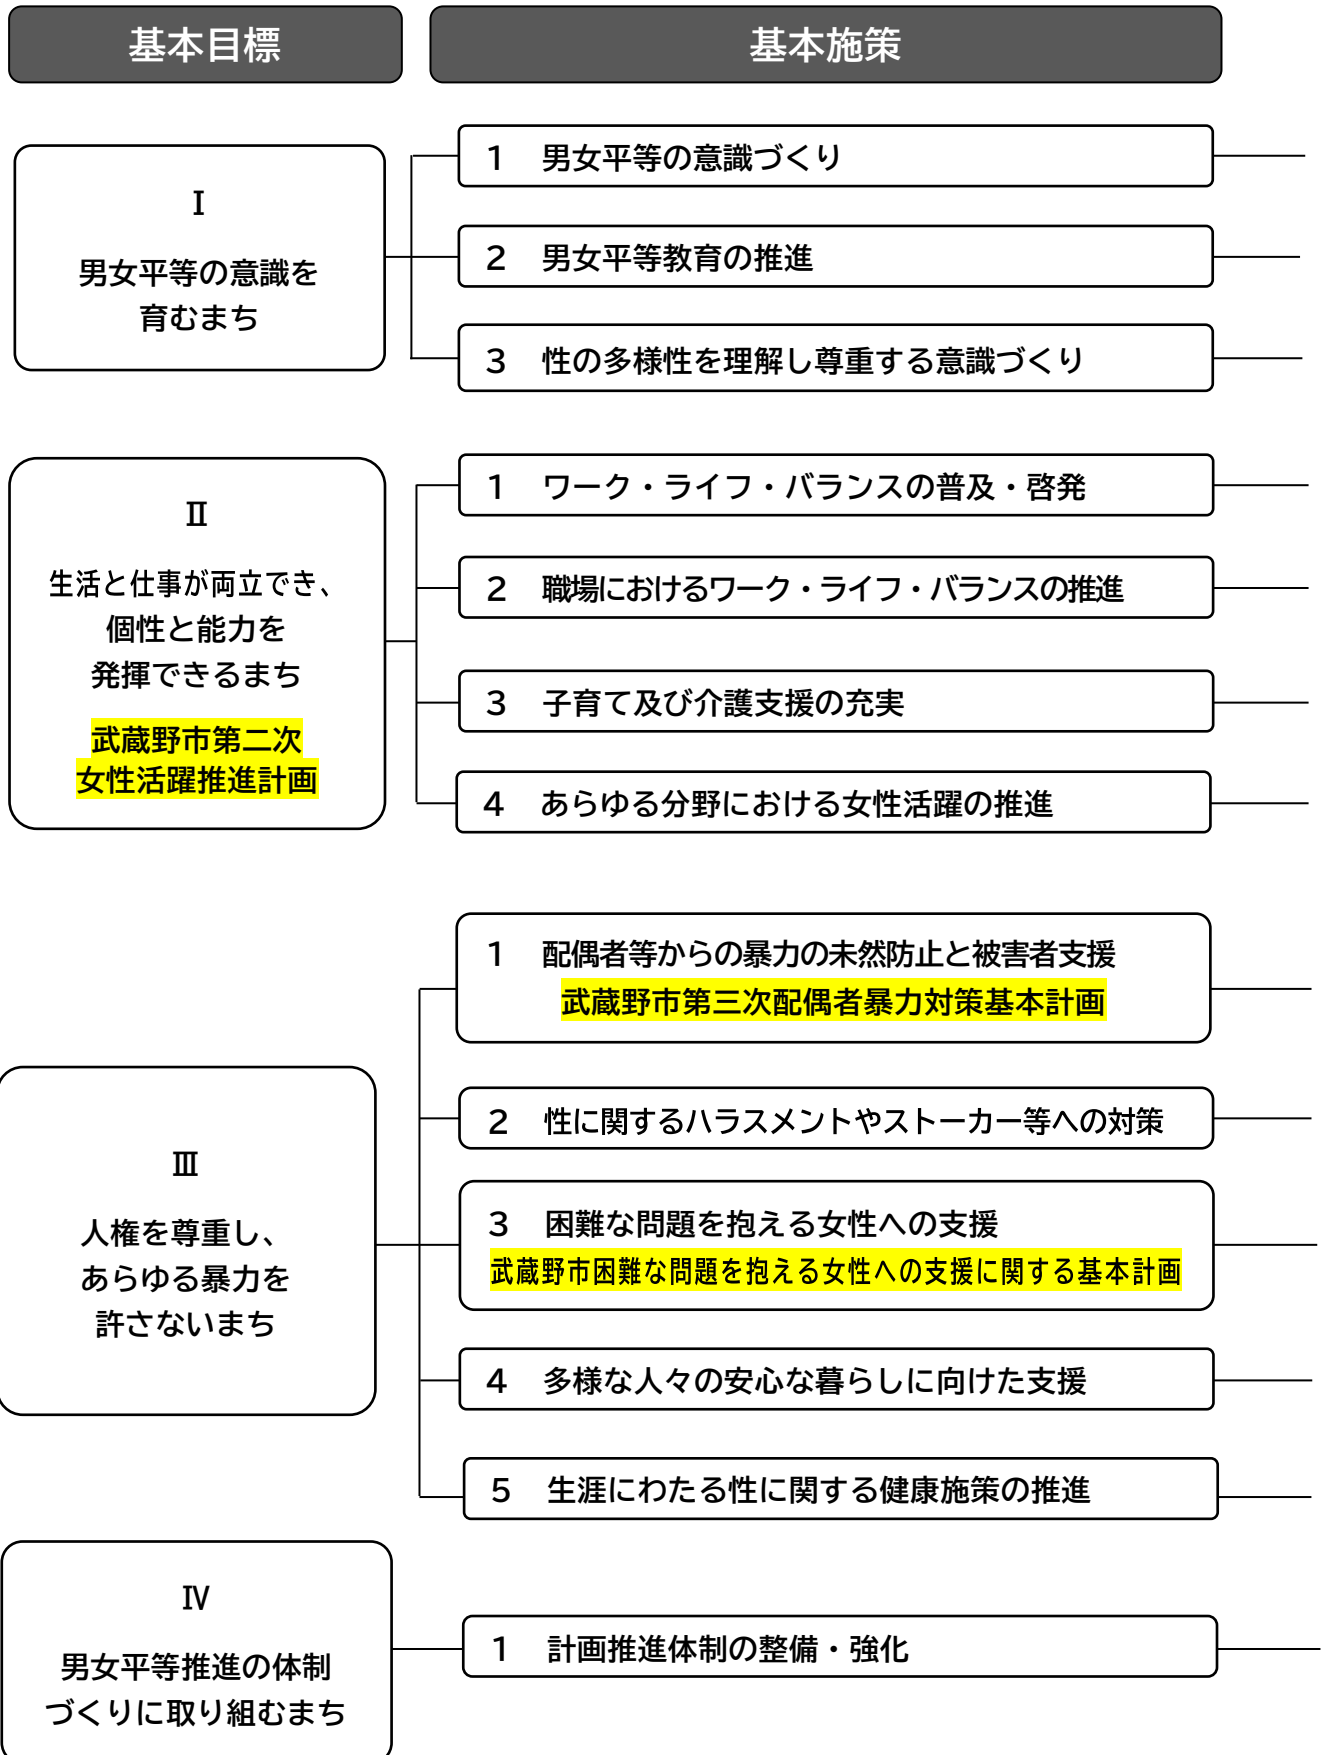 基本目標
基本施策
Ⅰ
男女平等の意識を
育むまち
1 男女平等の意識づくり
2 男女平等教育の推進
3 性の多様性を理解し尊重する意識づくり
Ⅱ
生活と仕事が両立でき、
個性と能力を
発揮できるまち
武蔵野市第二次
女性活躍推進計画
1 ワーク・ライフ・バランスの普及・啓発
2 職場におけるワーク・ライフ・バランスの推進
3 子育て及び介護支援の充実
4 あらゆる分野における女性活躍の推進
Ⅲ
人権を尊重し、
あらゆる暴力を
許さないまち
1 配偶者等からの暴力の未然防止と被害者支援
武蔵野市第三次配偶者暴力対策基本計画
2 性に関するハラスメントやストーカー等への対策
3 困難な問題を抱える女性への支援
武蔵野市困難な問題を抱える女性への支援に関する基本計画
4 多様な人々の安心な暮らしに向けた支援
5 生涯にわたる性に関する健康施策の推進
Ⅳ
男女平等推進の体制
づくりに取り組むまち
1 計画推進体制の整備・強化